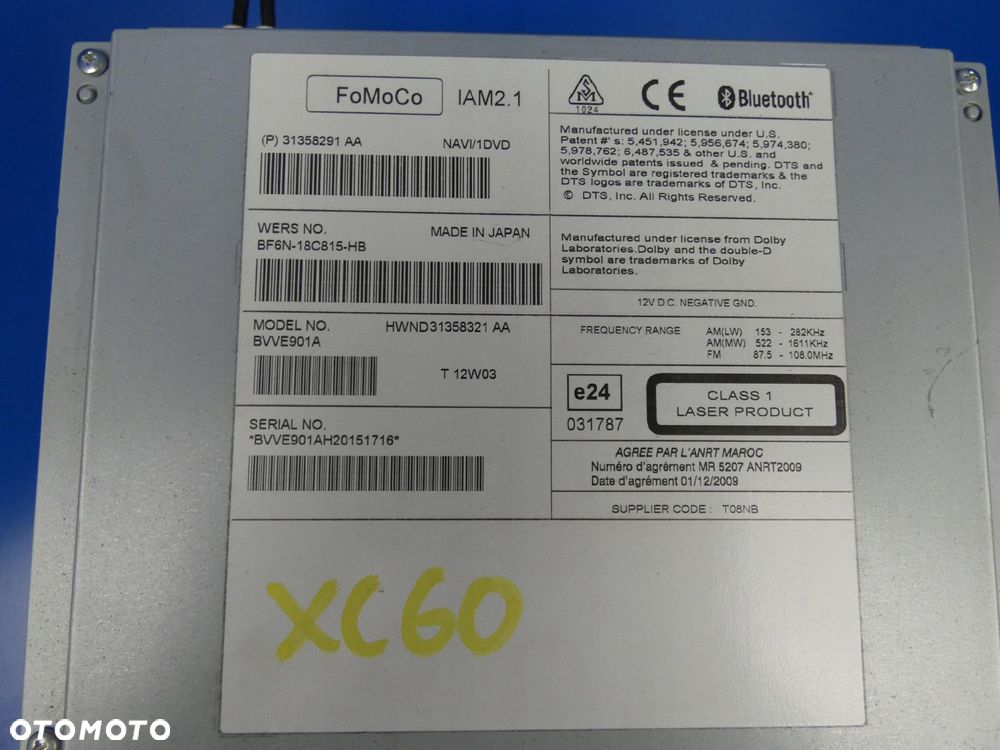 FoMoCo IAM2.1
(P) 31358291 AA NAVI/1DVD
WERS NO. MADE IN JAPAN
BF6N-18C815-HB
MODEL NO. HWND31358321 AA
BVVE901A
T 12W03
SERIAL NO.
*BVVE901AH20151716*
SM
1024
CE
Bluetooth
Manufactured under license under U.S.
Patent #' s: 5,451,942; 5,956,674; 5,974,380;
5,978,762; 6,487,535 & other U.S. and
worldwide patents issued & pending. DTS and
the Symbol are registered trademarks & the
DTS logos are trademarks of DTS, Inc.
© DTS, Inc. All Rights Reserved.
Manufactured under license from Dolby
Laboratories.Dolby and the double-D
symbol are trademarks of Dolby
Laboratories.
12V D.C. NEGATIVE GND.
FREQUENCY RANGE AM(LW) 153 - 282KHz
AM(MW) 522 - 1611KHz
FM 87.5 - 108.0MHz
e24
031787
CLASS 1
LASER PRODUCT
AGREE PAR L'ANRT MAROC
Numéro d'agrément MR 5207 ANRT2009
Date d'agrément 01/12/2009
SUPPLIER CODE : T08NB
XC60
OTOMOTO